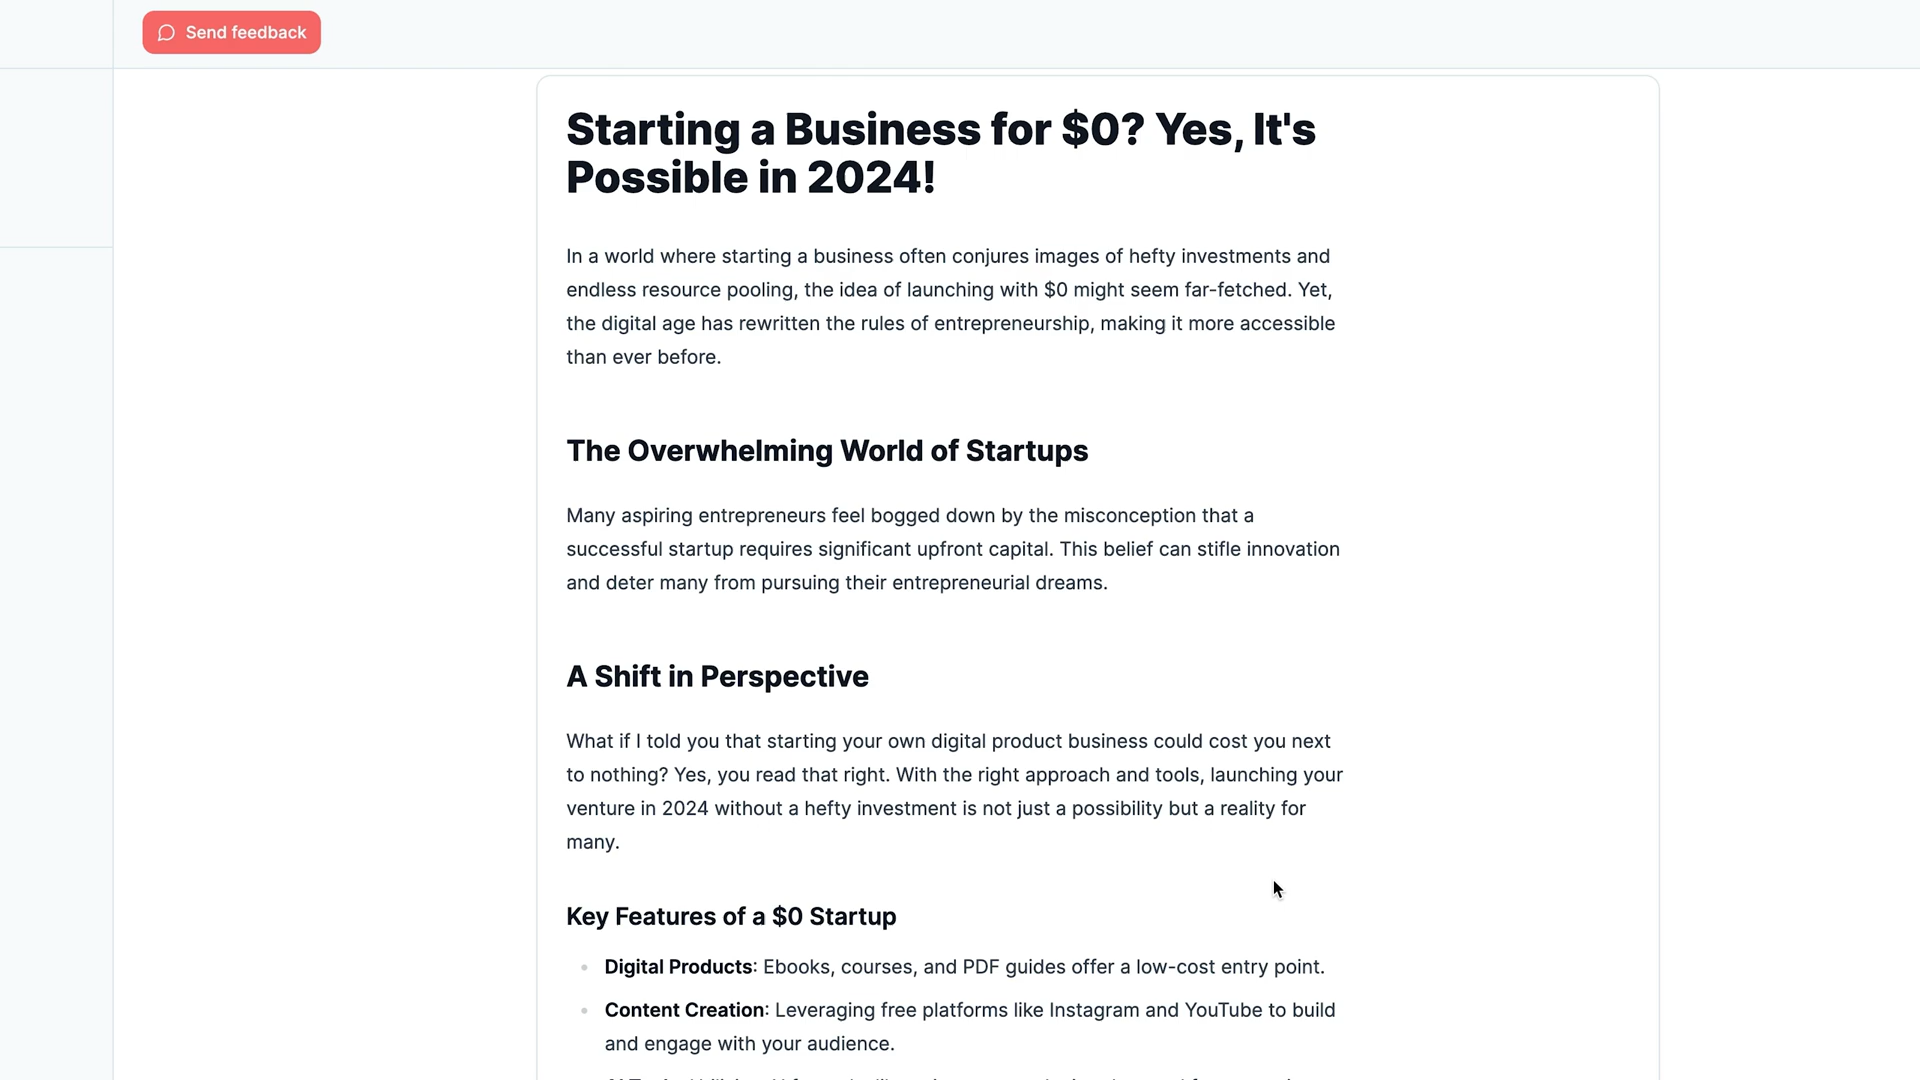 Send feedback
Starting a Business for $0? Yes, It's
Possible in 2024!
In a world where starting a business often conjures images of hefty investments and
endless resource pooling, the idea of launching with $0 might seem far-fetched. Yet,
the digital age has rewritten the rules of entrepreneurship, making it more accessible
than ever before.
The Overwhelming World of Startups
Many aspiring entrepreneurs feel bogged down by the misconception that a
successful startup requires significant upfront capital. This belief can stifle innovation
and deter many from pursuing their entrepreneurial dreams.
A Shift in Perspective
What if I told you that starting your own digital product business could cost you next
to nothing? Yes, you read that right. With the right approach and tools, launching your
venture in 2024 without a hefty investment is not just a possibility but a reality for
many.
Key Features of a $0 Startup
Digital Products: Ebooks, courses, and PDF guides offer a low-cost entry point.
Content Creation: Leveraging free platforms like Instagram and YouTube to build
and engage with your audience.